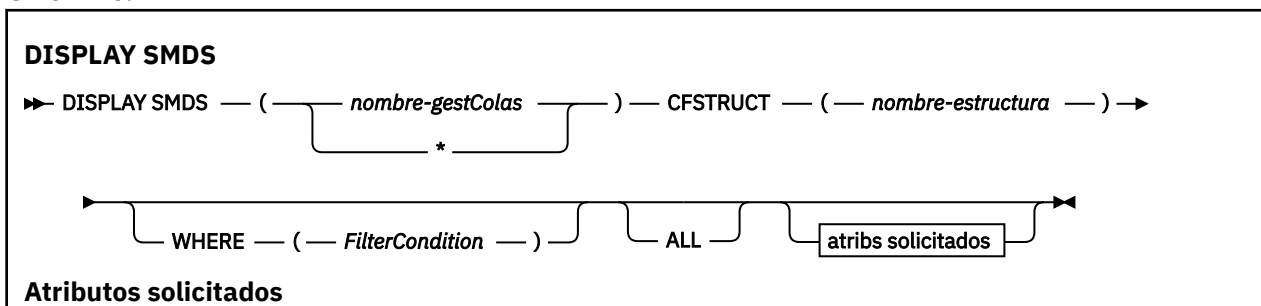 DISPLAY SMDS
DISPLAY SMDS ( nombre-gestColas ) CFSTRUCT ( nombre-estructura )
*
WHERE ( FilterCondition ) ALL atribs solicitados
Atributos solicitados